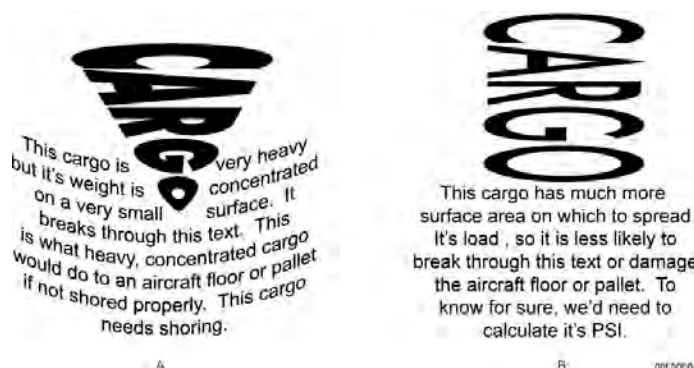 CARGO
This cargo is very heavy
but it's weight is concentrated
on a very small surface. It
breaks through this text. This
is what heavy, concentrated cargo
would do to an aircraft floor or pallet
if not shored properly. This cargo
needs shoring.
A
CARGO
This cargo has much more
surface area on which to spread
It's load , so it is less likely to
break through this text or damage
the aircraft floor or pallet. To
know for sure, we'd need to
calculate it's PSI.
B